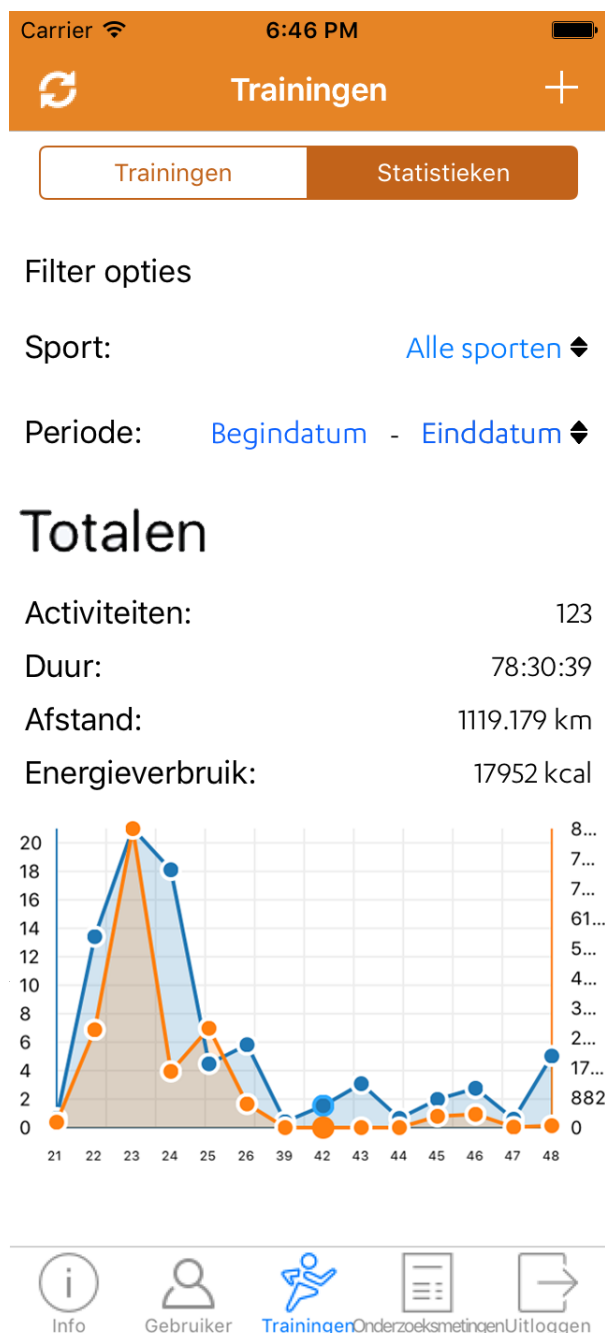 Carrier 6:46 PM
Trainingen
Trainingen Statistieken
Filter opties
Sport: Alle sporten
Periode: Begindatum - Einddatum
Totalen
Activiteiten: 123
Duur: 78:30:39
Afstand: 1119.179 km
Energieverbruik: 17952 kcal
20 8...
18 7...
16 7...
14 61...
12 5...
10 4...
8 3...
6 2...
4 17...
2 882
0 0
21 22 23 24 25 26 39 42 43 44 45 46 47 48
Info Gebruiker Trainingen Onderzoeksmetingen Uitloggen